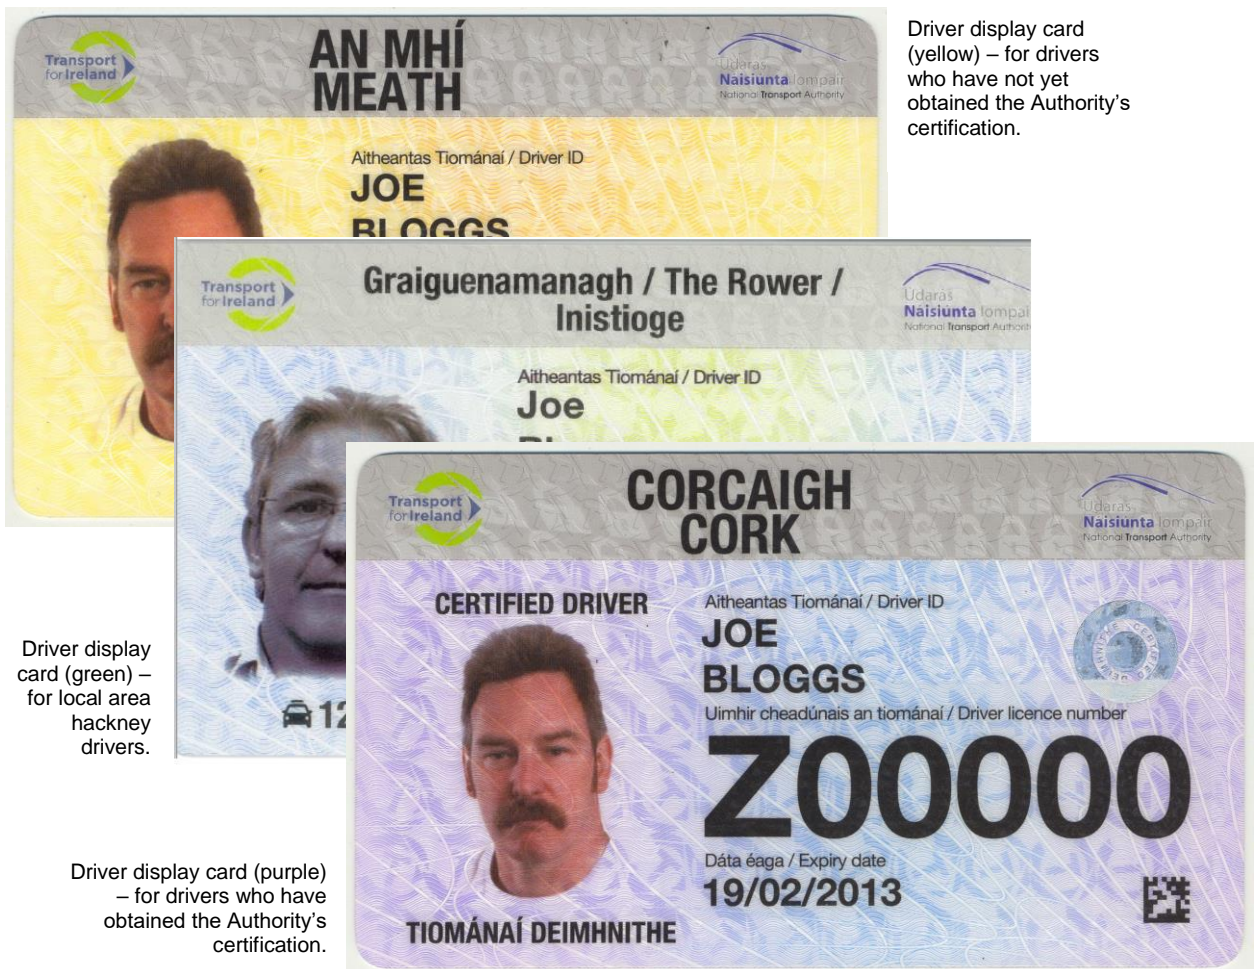 Transport
for Ireland
AN MHÍ
MEATH
Údarás
Náisiúnta Iompair
National Transport Authority
Aitheantas Tiománaí / Driver ID
JOE
BLOGGS
Driver display card
(yellow) – for drivers
who have not yet
obtained the Authority’s
certification.
Transport
for Ireland
Graiguenamanagh / The Rower /
Inistioge
Údarás
Náisiúnta Iompai
National Transport Authorit
Aitheantas Tiománaí / Driver ID
Joe
12
Driver display
card (green) –
for local area
hackney
drivers.
Transport
for Ireland
CORCAIGH
CORK
Údarás
Náisiúnta Iompair
National Transport Authority
CERTIFIED DRIVER
Aitheantas Tiománaí / Driver ID
JOE
BLOGGS
Uimhir cheadúnais an tiománaí / Driver licence number
Z00000
Dáta éaga / Expiry date
19/02/2013
TIOMÁNAÍ DEIMHNITHE
Driver display card (purple)
– for drivers who have
obtained the Authority’s
certification.